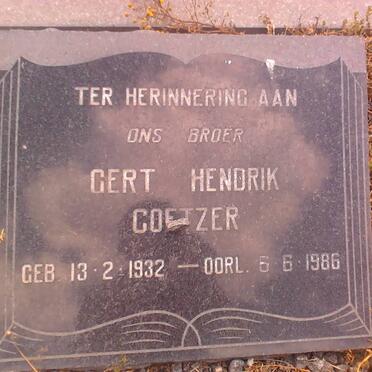 TER HERINNERING AAN
ONS BROER
GERT HENDRIK
COETZER
GEB. 13·2·1932 — OORL. 6·6·1986